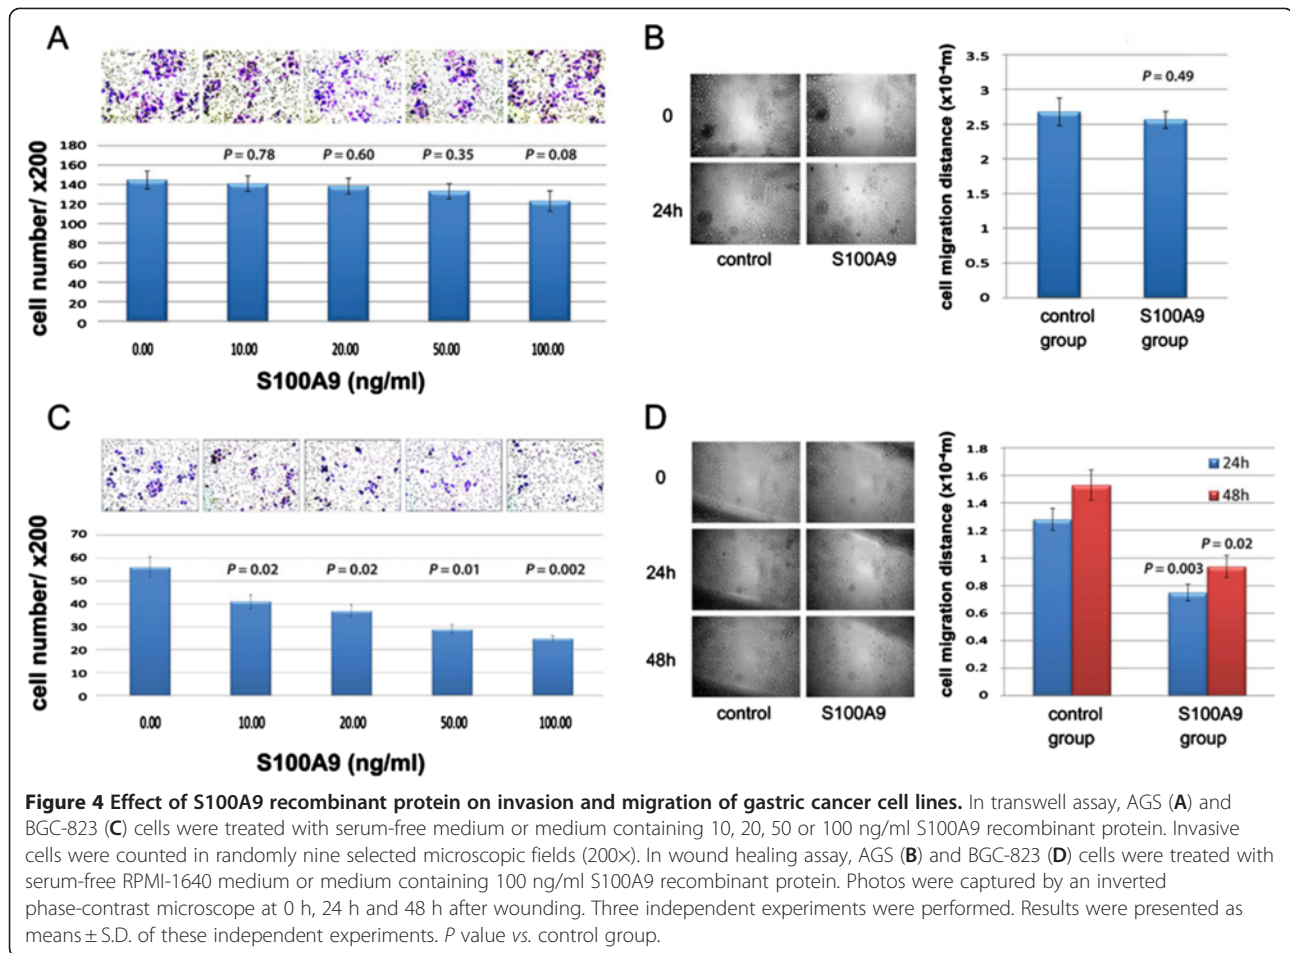 A
180
160
140
120
100
80
60
40
20
0
cell number/ x200
P = 0.78
P = 0.60
P = 0.35
P = 0.08
0.00
10.00
20.00
50.00
100.00
S100A9 (ng/ml)
B
0
24h
control
S100A9
3.5
3
2.5
2
1.5
1
0.5
0
cell migration distance (x10⁻⁴m)
P = 0.49
control group
S100A9 group
C
70
60
50
40
30
20
10
0
cell number/ x200
P = 0.02
P = 0.02
P = 0.01
P = 0.002
0.00
10.00
20.00
50.00
100.00
S100A9 (ng/ml)
D
0
24h
48h
control
S100A9
1.8
1.6
1.4
1.2
1
0.8
0.6
0.4
0.2
0
cell migration distance (x10⁻⁴m)
24h
48h
P = 0.003
P = 0.02
control group
S100A9 group
Figure 4 Effect of S100A9 recombinant protein on invasion and migration of gastric cancer cell lines. In transwell assay, AGS (A) and
BGC-823 (C) cells were treated with serum-free medium or medium containing 10, 20, 50 or 100 ng/ml S100A9 recombinant protein. Invasive
cells were counted in randomly nine selected microscopic fields (200×). In wound healing assay, AGS (B) and BGC-823 (D) cells were treated with
serum-free RPMI-1640 medium or medium containing 100 ng/ml S100A9 recombinant protein. Photos were captured by an inverted
phase-contrast microscope at 0 h, 24 h and 48 h after wounding. Three independent experiments were performed. Results were presented as
means ± S.D. of these independent experiments. P value vs. control group.